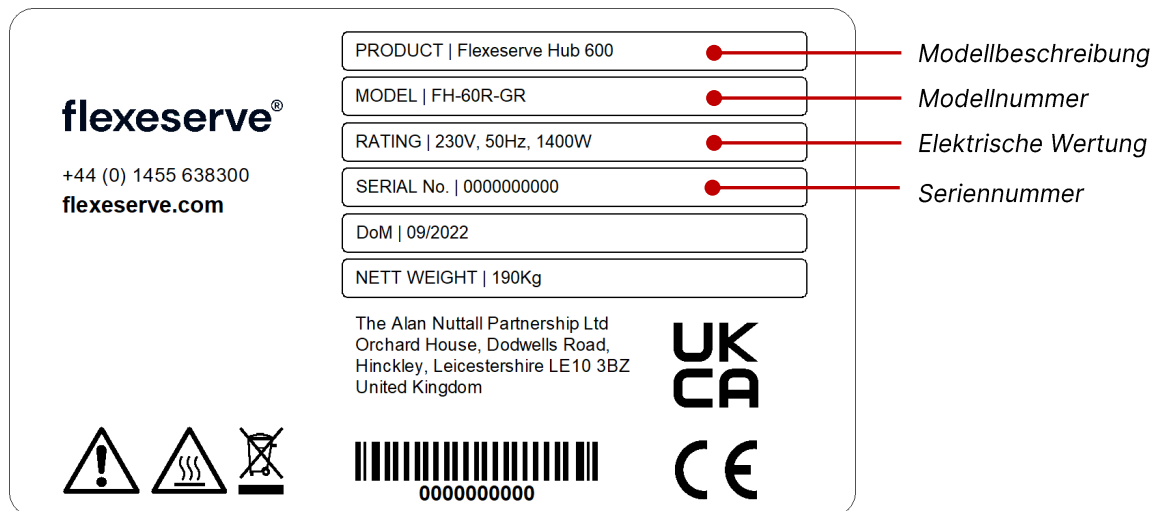 flexeserve®
+44 (0) 1455 638300
flexeserve.com
PRODUCT | Flexeserve Hub 600
MODEL | FH-60R-GR
RATING | 230V, 50Hz, 1400W
SERIAL No. | 0000000000
DoM | 09/2022
NETT WEIGHT | 190Kg
The Alan Nuttall Partnership Ltd
Orchard House, Dodwells Road,
Hinckley, Leicestershire LE10 3BZ
United Kingdom
UK
CA
CE
0000000000
Modellbeschreibung
Modellnummer
Elektrische Wertung
Seriennummer